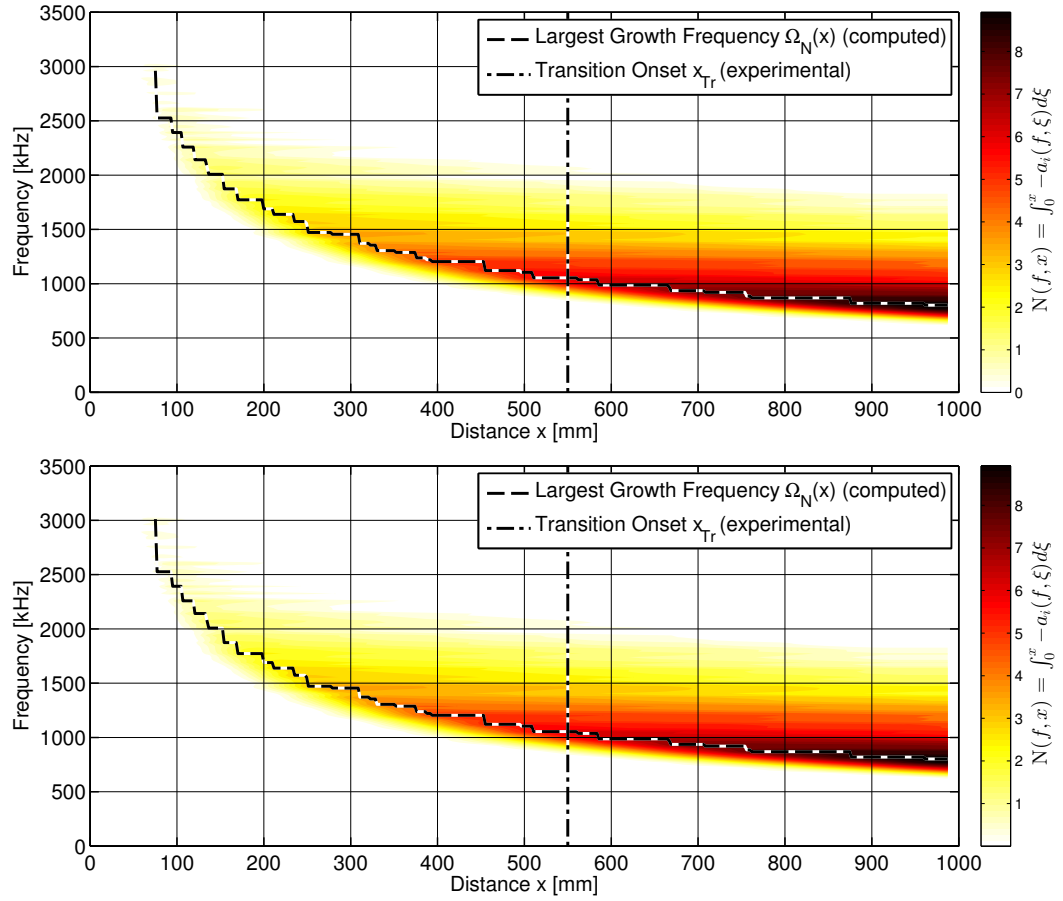 3500
3000
2500
2000
1500
1000
500
0
Frequency [kHz]
Largest Growth Frequency Ω_N(x) (computed)
Transition Onset x_Tr (experimental)
0 100 200 300 400 500 600 700 800 900 1000
Distance x [mm]
8
7
6
5
4
3
2
1
0
N(f, x) = ∫_0^x −a_i(f, ξ)dξ
3500
3000
2500
2000
1500
1000
500
0
Frequency [kHz]
Largest Growth Frequency Ω_N(x) (computed)
Transition Onset x_Tr (experimental)
0 100 200 300 400 500 600 700 800 900 1000
Distance x [mm]
8
7
6
5
4
3
2
1
N(f, x) = ∫_0^x −a_i(f, ξ)dξ